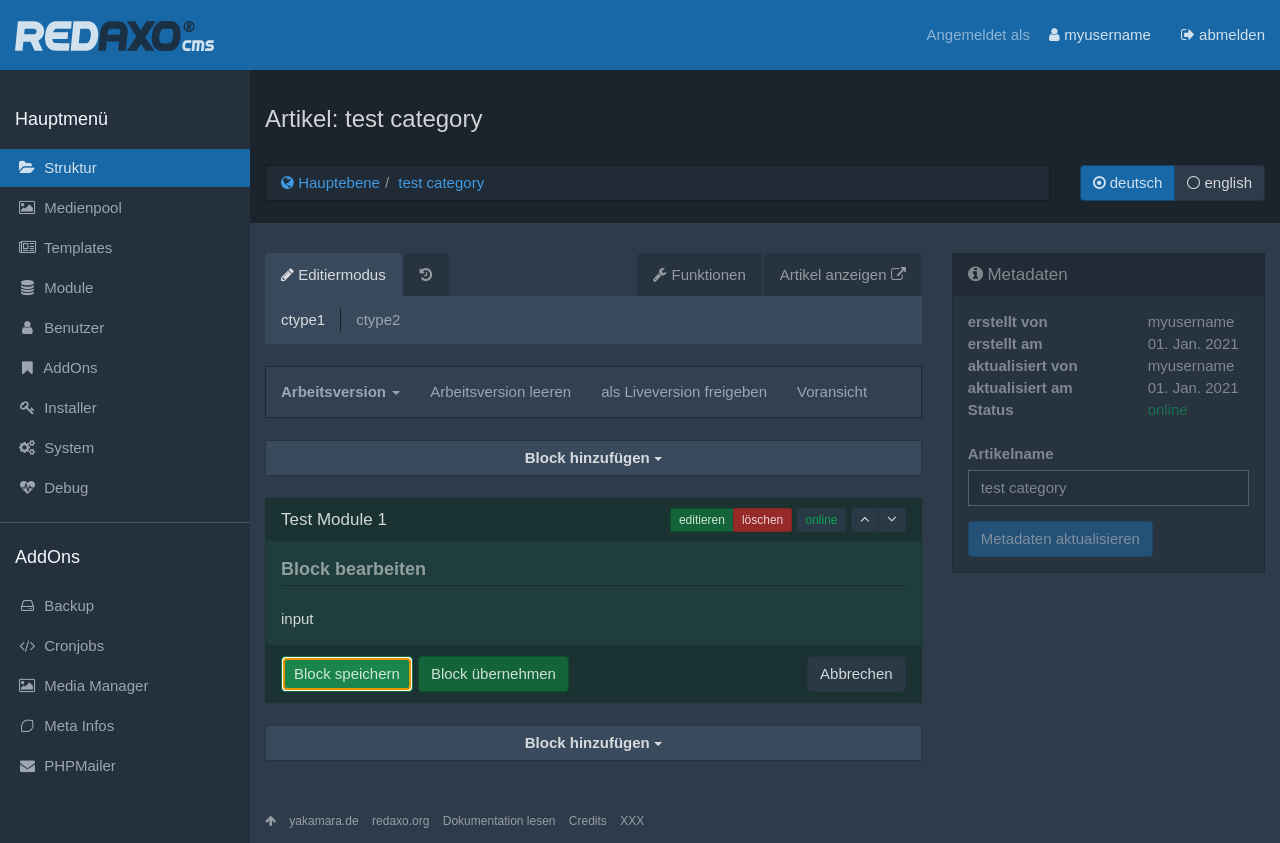 REDAXO® cms
Angemeldet als myusername abmelden
Hauptmenü
Struktur
Medienpool
Templates
Module
Benutzer
AddOns
Installer
System
Debug
AddOns
Backup
Cronjobs
Media Manager
Meta Infos
PHPMailer
Artikel: test category
Hauptebene / test category
deutsch english
Editiermodus
Funktionen Artikel anzeigen
ctype1 ctype2
Arbeitsversion Arbeitsversion leeren als Liveversion freigeben Voransicht
Block hinzufügen
Test Module 1 editieren löschen online
Block bearbeiten
input
Block speichern Block übernehmen Abbrechen
Block hinzufügen
Metadaten
erstellt von myusername
erstellt am 01. Jan. 2021
aktualisiert von myusername
aktualisiert am 01. Jan. 2021
Status online
Artikelname
test category
Metadaten aktualisieren
yakamara.de redaxo.org Dokumentation lesen Credits XXX